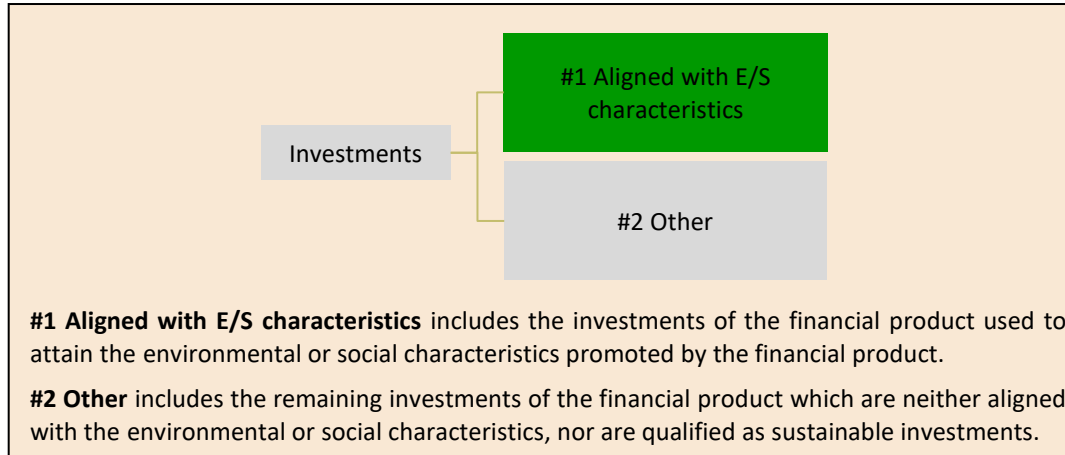 #1 Aligned with E/S
characteristics
Investments
#2 Other
#1 Aligned with E/S characteristics includes the investments of the financial product used to
attain the environmental or social characteristics promoted by the financial product.
#2 Other includes the remaining investments of the financial product which are neither aligned
with the environmental or social characteristics, nor are qualified as sustainable investments.